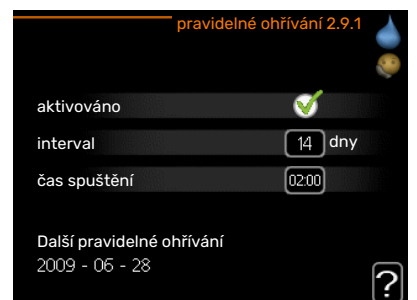 pravidelné ohřívání 2.9.1
aktivováno
interval 14 dny
čas spuštění 02:00
Další pravidelné ohřívání
2009 - 06 - 28
?